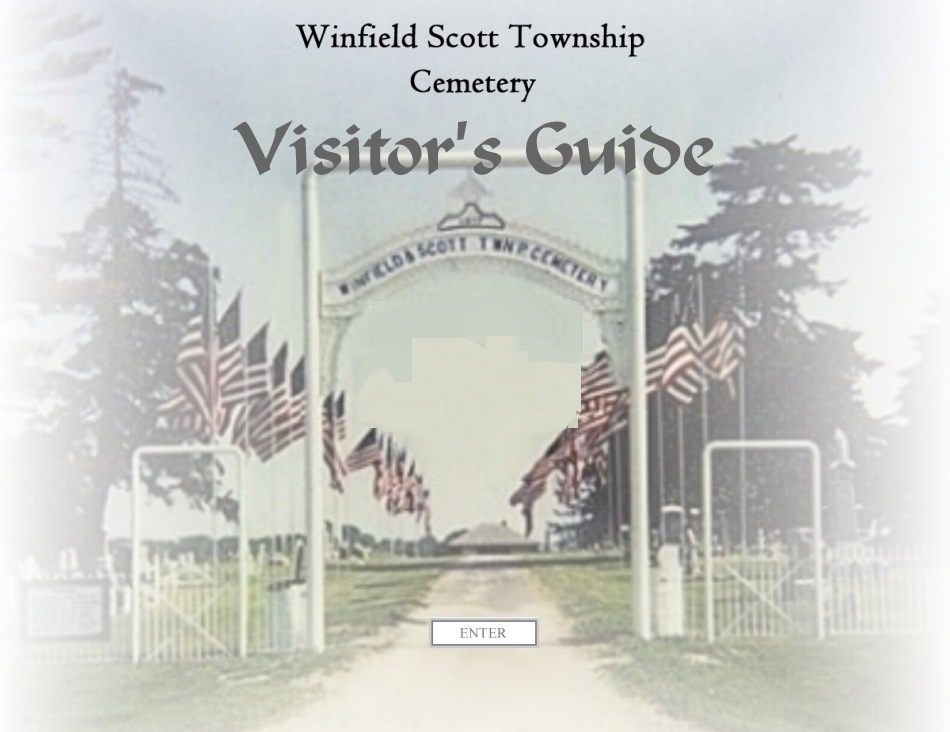 Winfield Scott Township
Cemetery
Visitor's Guide
WINFIELD & SCOTT TWNP. CEMETERY
ENTER